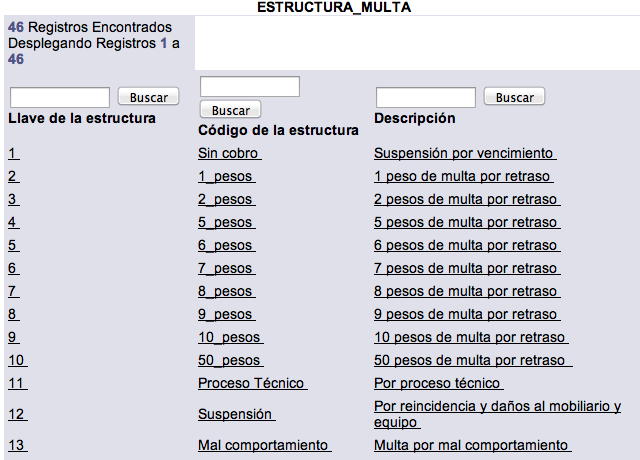 ESTRUCTURA_MULTA
46 Registros Encontrados
Desplegando Registros 1 a
46
Buscar
Llave de la estructura
Buscar
Código de la estructura
Buscar
Descripción
1 Sin cobro Suspensión por vencimiento
2 1_pesos 1 peso de multa por retraso
3 2_pesos 2 pesos de multa por retraso
4 5_pesos 5 pesos de multa por retraso
5 6_pesos 6 pesos de multa por retraso
6 7_pesos 7 pesos de multa por retraso
7 8_pesos 8 pesos de multa por retraso
8 9_pesos 9 pesos de multa por retraso
9 10_pesos 10 pesos de multa por retraso
10 50_pesos 50 pesos de multa por retraso
11 Proceso Técnico Por proceso técnico
12 Suspensión Por reincidencia y daños al mobiliario y
equipo
13 Mal comportamiento Multa por mal comportamiento